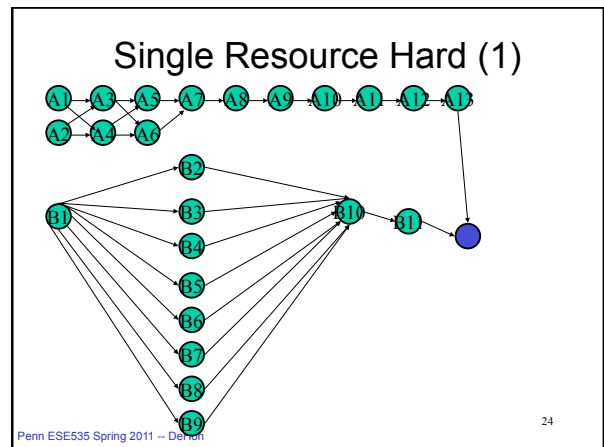 Single Resource Hard (1)
A1 A3 A5 A7 A8 A9 A10 A11 A12 A13
A2 A4 A6
B2
B1 B3 B10 B11
B4
B5
B6
B7
B8
B9
Penn ESE535 Spring 2011 -- DeHon
24